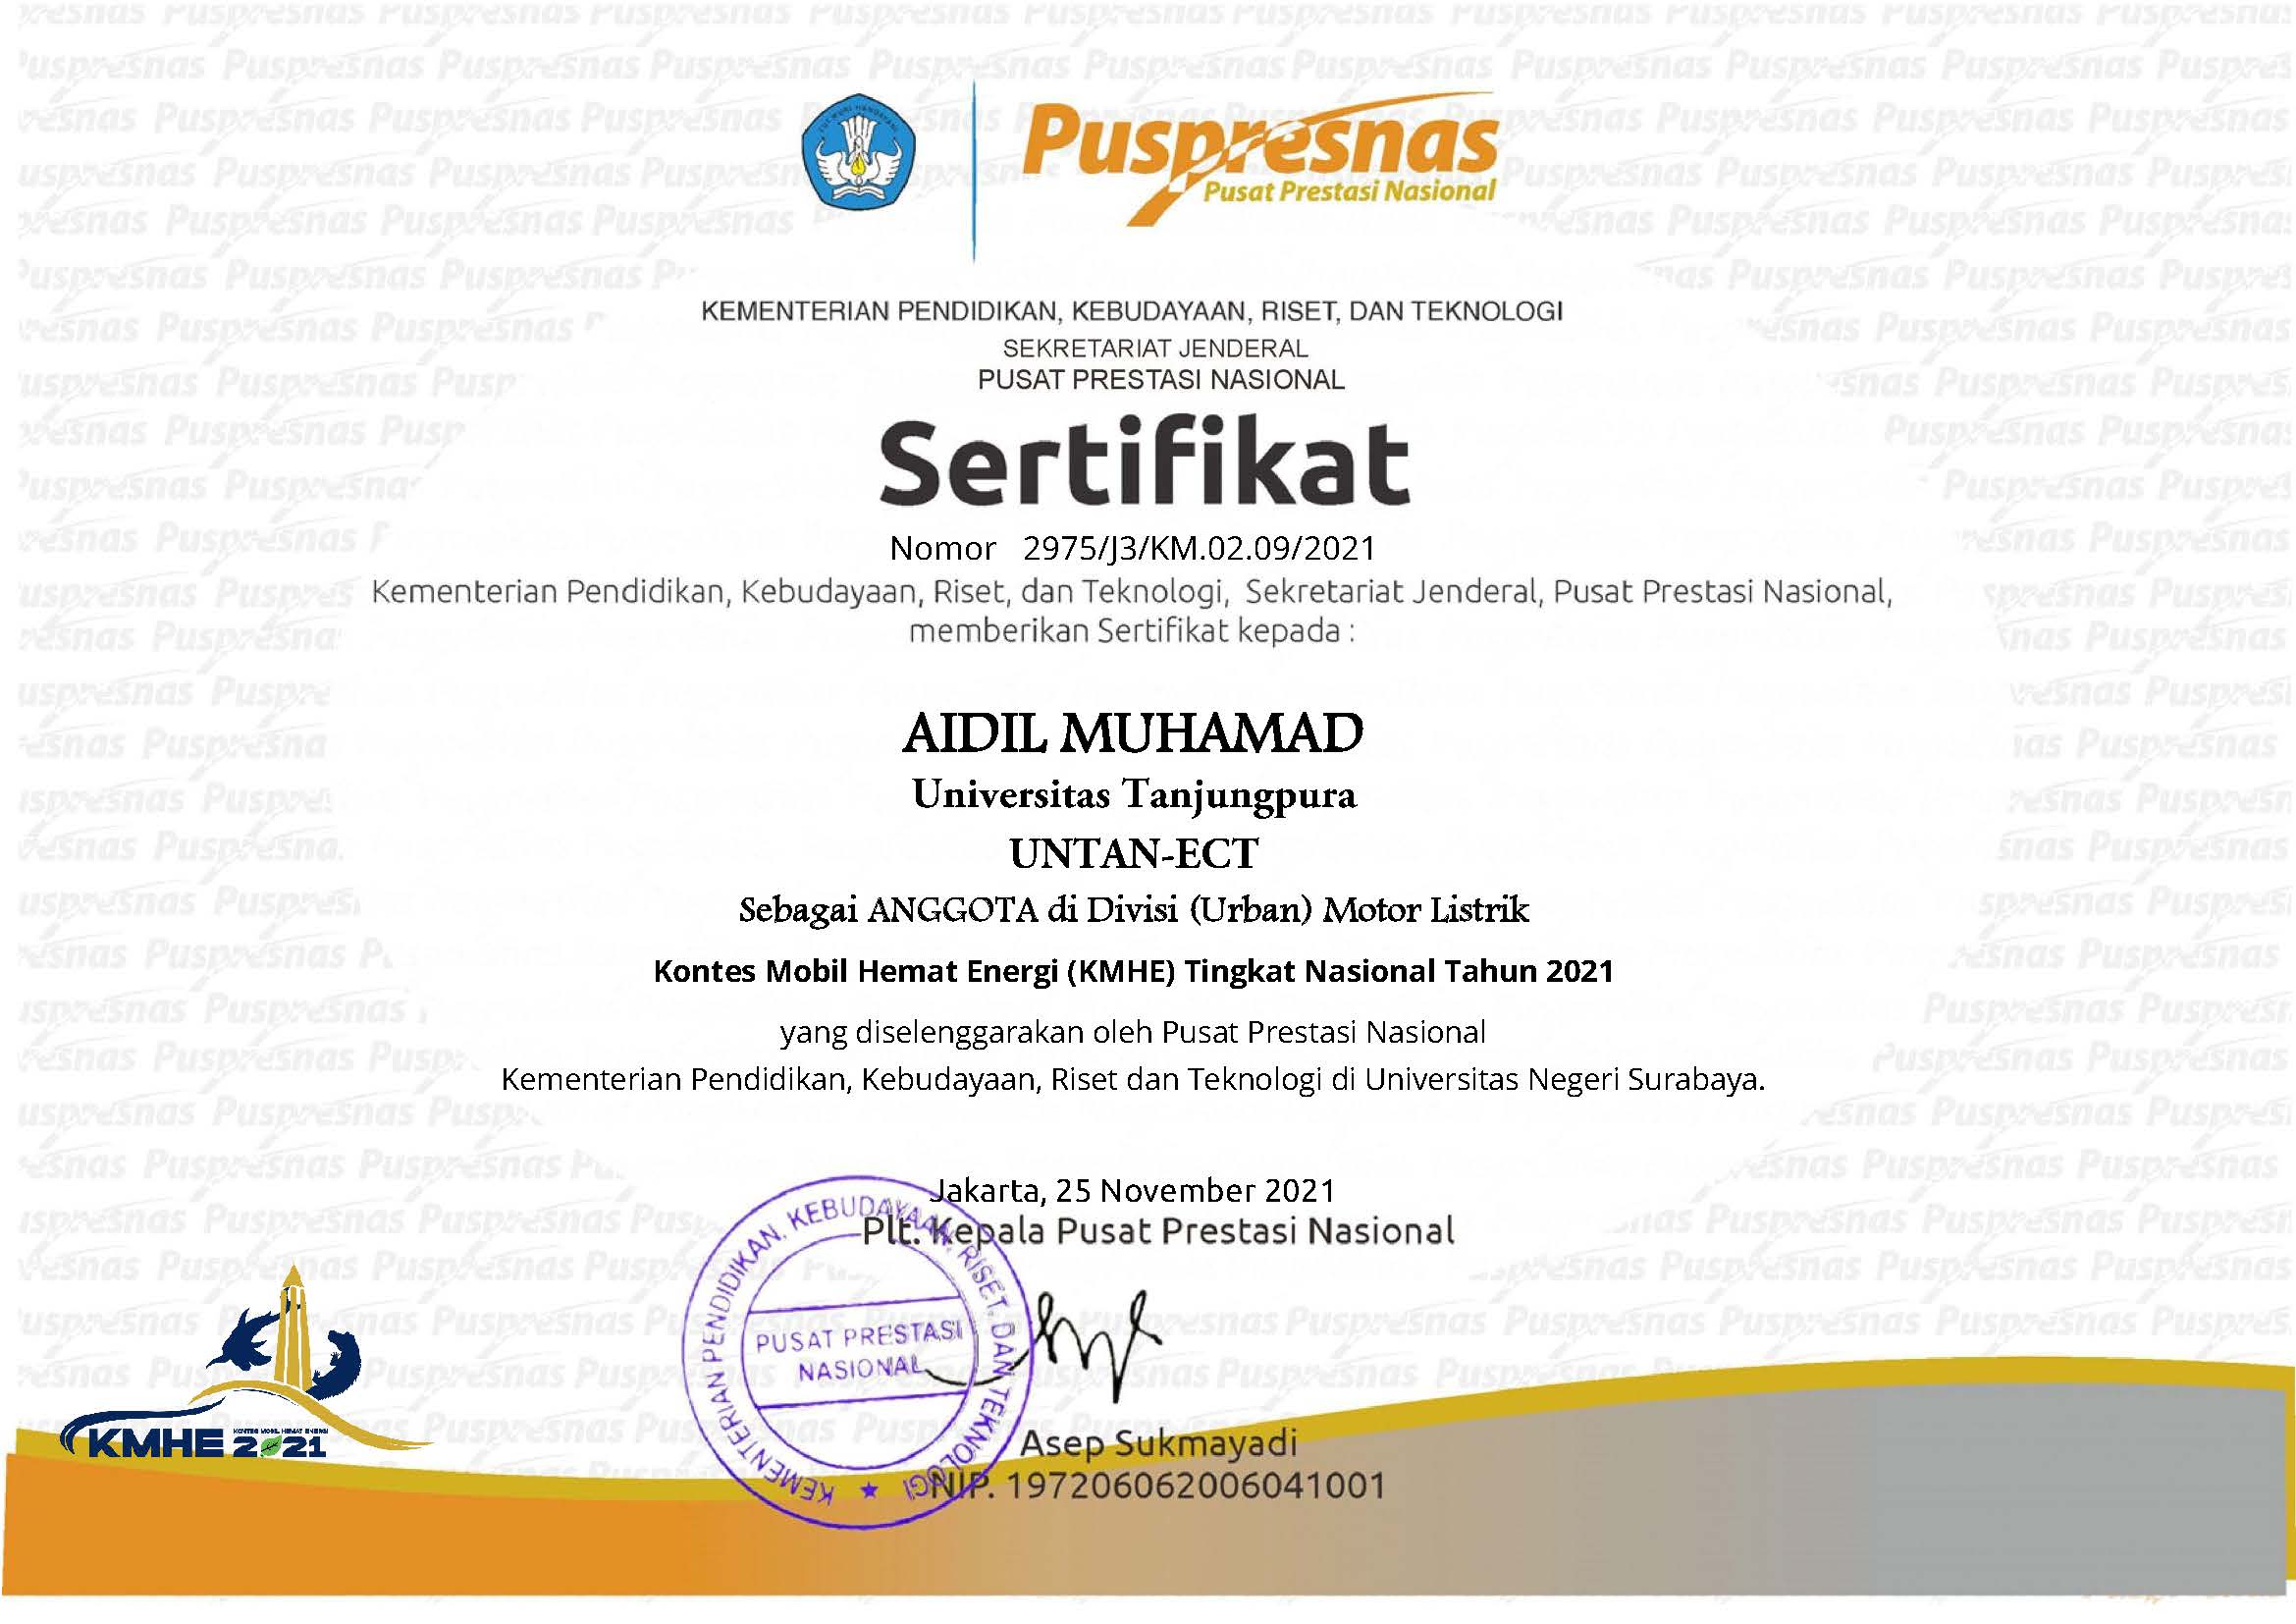 Puspresnas
Pusat Prestasi Nasional
KEMENTERIAN PENDIDIKAN, KEBUDAYAAN, RISET, DAN TEKNOLOGI
SEKRETARIAT JENDERAL
PUSAT PRESTASI NASIONAL
Sertifikat
Nomor 2975/J3/KM.02.09/2021
Kementerian Pendidikan, Kebudayaan, Riset, dan Teknologi, Sekretariat Jenderal, Pusat Prestasi Nasional,
memberikan Sertifikat kepada :
AIDIL MUHAMAD
Universitas Tanjungpura
UNTAN-ECT
Sebagai ANGGOTA di Divisi (Urban) Motor Listrik
Kontes Mobil Hemat Energi (KMHE) Tingkat Nasional Tahun 2021
yang diselenggarakan oleh Pusat Prestasi Nasional
Kementerian Pendidikan, Kebudayaan, Riset dan Teknologi di Universitas Negeri Surabaya.
Jakarta, 25 November 2021
Plt. Kepala Pusat Prestasi Nasional
KEMENTERIAN PENDIDIKAN, KEBUDAYAAN, RISET, DAN TEKNOLOGI
PUSAT PRESTASI
NASIONAL
Asep Sukmayadi
NIP. 197206062006041001
KONTES MOBIL HEMAT ENERGI
KMHE 2021